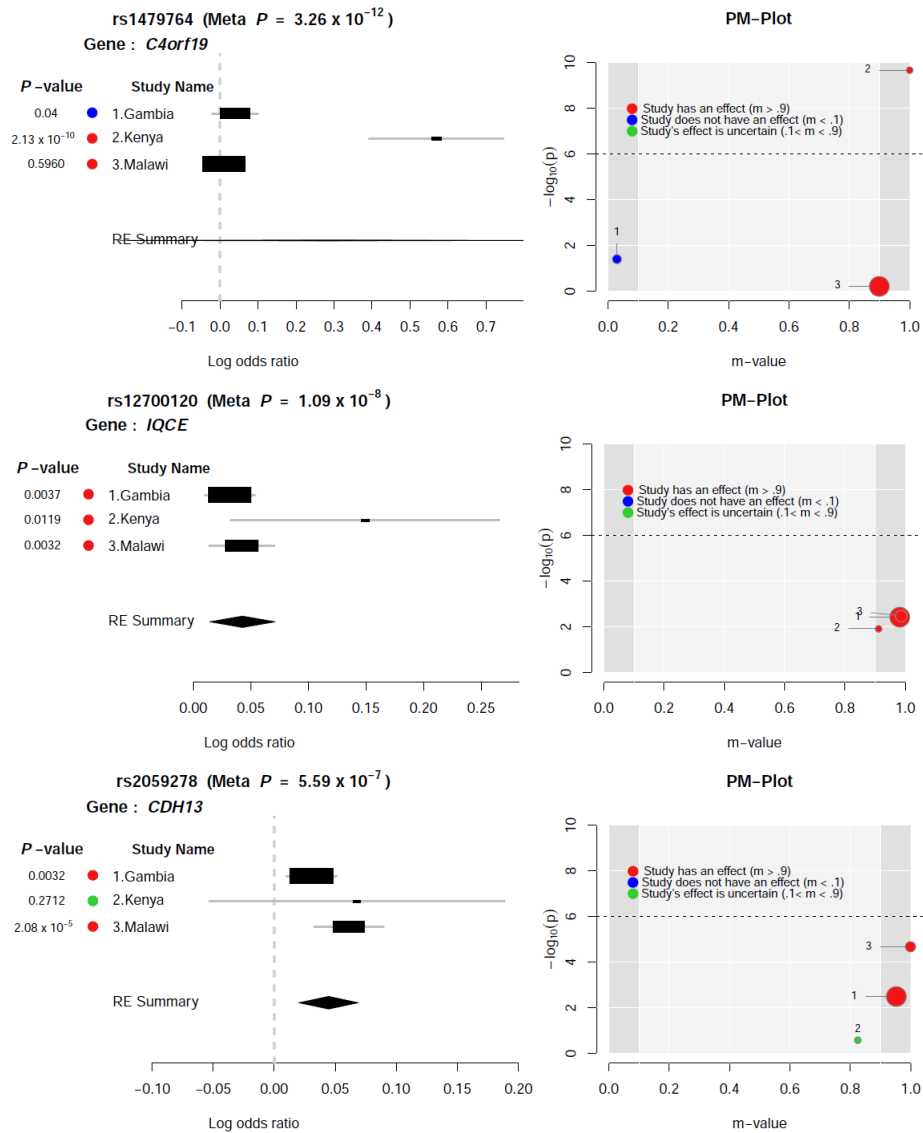 rs1479764 (Meta P = 3.26 x 10⁻¹²)
Gene : C4orf19
P −value Study Name
0.04 1.Gambia
2.13 x 10⁻¹⁰ 2.Kenya
0.5960 3.Malawi
RE Summary
−0.1 0.0 0.1 0.2 0.3 0.4 0.5 0.6 0.7
Log odds ratio
PM−Plot
10
8
6
4
2
0
−log₁₀(p)
Study has an effect (m > .9)
Study does not have an effect (m < .1)
Study's effect is uncertain (.1< m < .9)
2
1
3
0.0 0.2 0.4 0.6 0.8 1.0
m−value
rs12700120 (Meta P = 1.09 x 10⁻⁸)
Gene : IQCE
P −value Study Name
0.0037 1.Gambia
0.0119 2.Kenya
0.0032 3.Malawi
RE Summary
0.00 0.05 0.10 0.15 0.20 0.25
Log odds ratio
PM−Plot
10
8
6
4
2
0
−log₁₀(p)
Study has an effect (m > .9)
Study does not have an effect (m < .1)
Study's effect is uncertain (.1< m < .9)
3
1
2
0.0 0.2 0.4 0.6 0.8 1.0
m−value
rs2059278 (Meta P = 5.59 x 10⁻⁷)
Gene : CDH13
P −value Study Name
0.0032 1.Gambia
0.2712 2.Kenya
2.08 x 10⁻⁵ 3.Malawi
RE Summary
−0.10 −0.05 0.00 0.05 0.10 0.15 0.20
Log odds ratio
PM−Plot
10
8
6
4
2
0
−log₁₀(p)
Study has an effect (m > .9)
Study does not have an effect (m < .1)
Study's effect is uncertain (.1< m < .9)
3
1
2
0.0 0.2 0.4 0.6 0.8 1.0
m−value